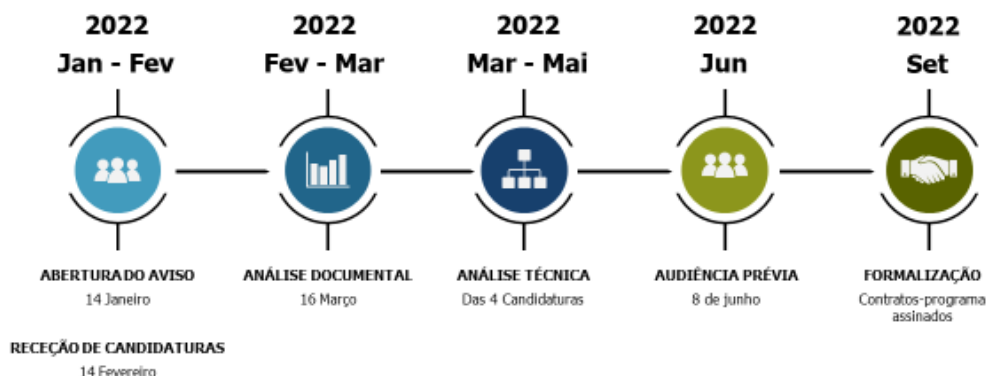 2022
Jan - Fev
2022
Fev - Mar
2022
Mar - Mai
2022
Jun
2022
Set
ABERTURA DO AVISO
14 Janeiro
RECEÇÃO DE CANDIDATURAS
14 Fevereiro
ANÁLISE DOCUMENTAL
16 Março
ANÁLISE TÉCNICA
Das 4 Candidaturas
AUDIÊNCIA PRÉVIA
8 de junho
FORMALIZAÇÃO
Contratos-programa
assinados